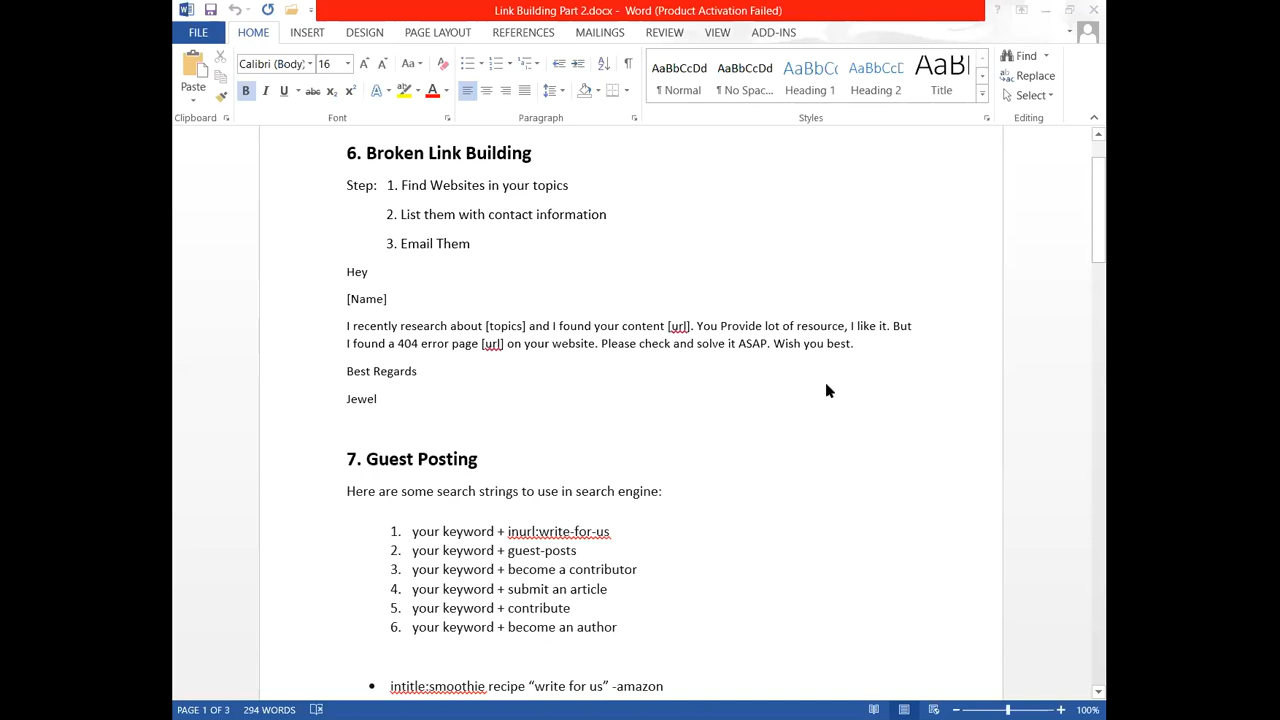 Link Building Part 2.docx - Word (Product Activation Failed)
FILE HOME INSERT DESIGN PAGE LAYOUT REFERENCES MAILINGS REVIEW VIEW ADD-INS
Calibri (Body) 16
Paste
Find
Replace
Select
AaBbCcDd AaBbCcDd AaBbCc AaBbCcD AaBl
¶ Normal ¶ No Spac... Heading 1 Heading 2 Title
Clipboard Font Paragraph Styles Editing
6. Broken Link Building
Step: 1. Find Websites in your topics
2. List them with contact information
3. Email Them
Hey
[Name]
I recently research about [topics] and I found your content [url]. You Provide lot of resource, I like it. But
I found a 404 error page [url] on your website. Please check and solve it ASAP. Wish you best.
Best Regards
Jewel
7. Guest Posting
Here are some search strings to use in search engine:
1. your keyword + inurl:write-for-us
2. your keyword + guest-posts
3. your keyword + become a contributor
4. your keyword + submit an article
5. your keyword + contribute
6. your keyword + become an author
• intitle:smoothie recipe “write for us” -amazon
PAGE 1 OF 3 294 WORDS 100%